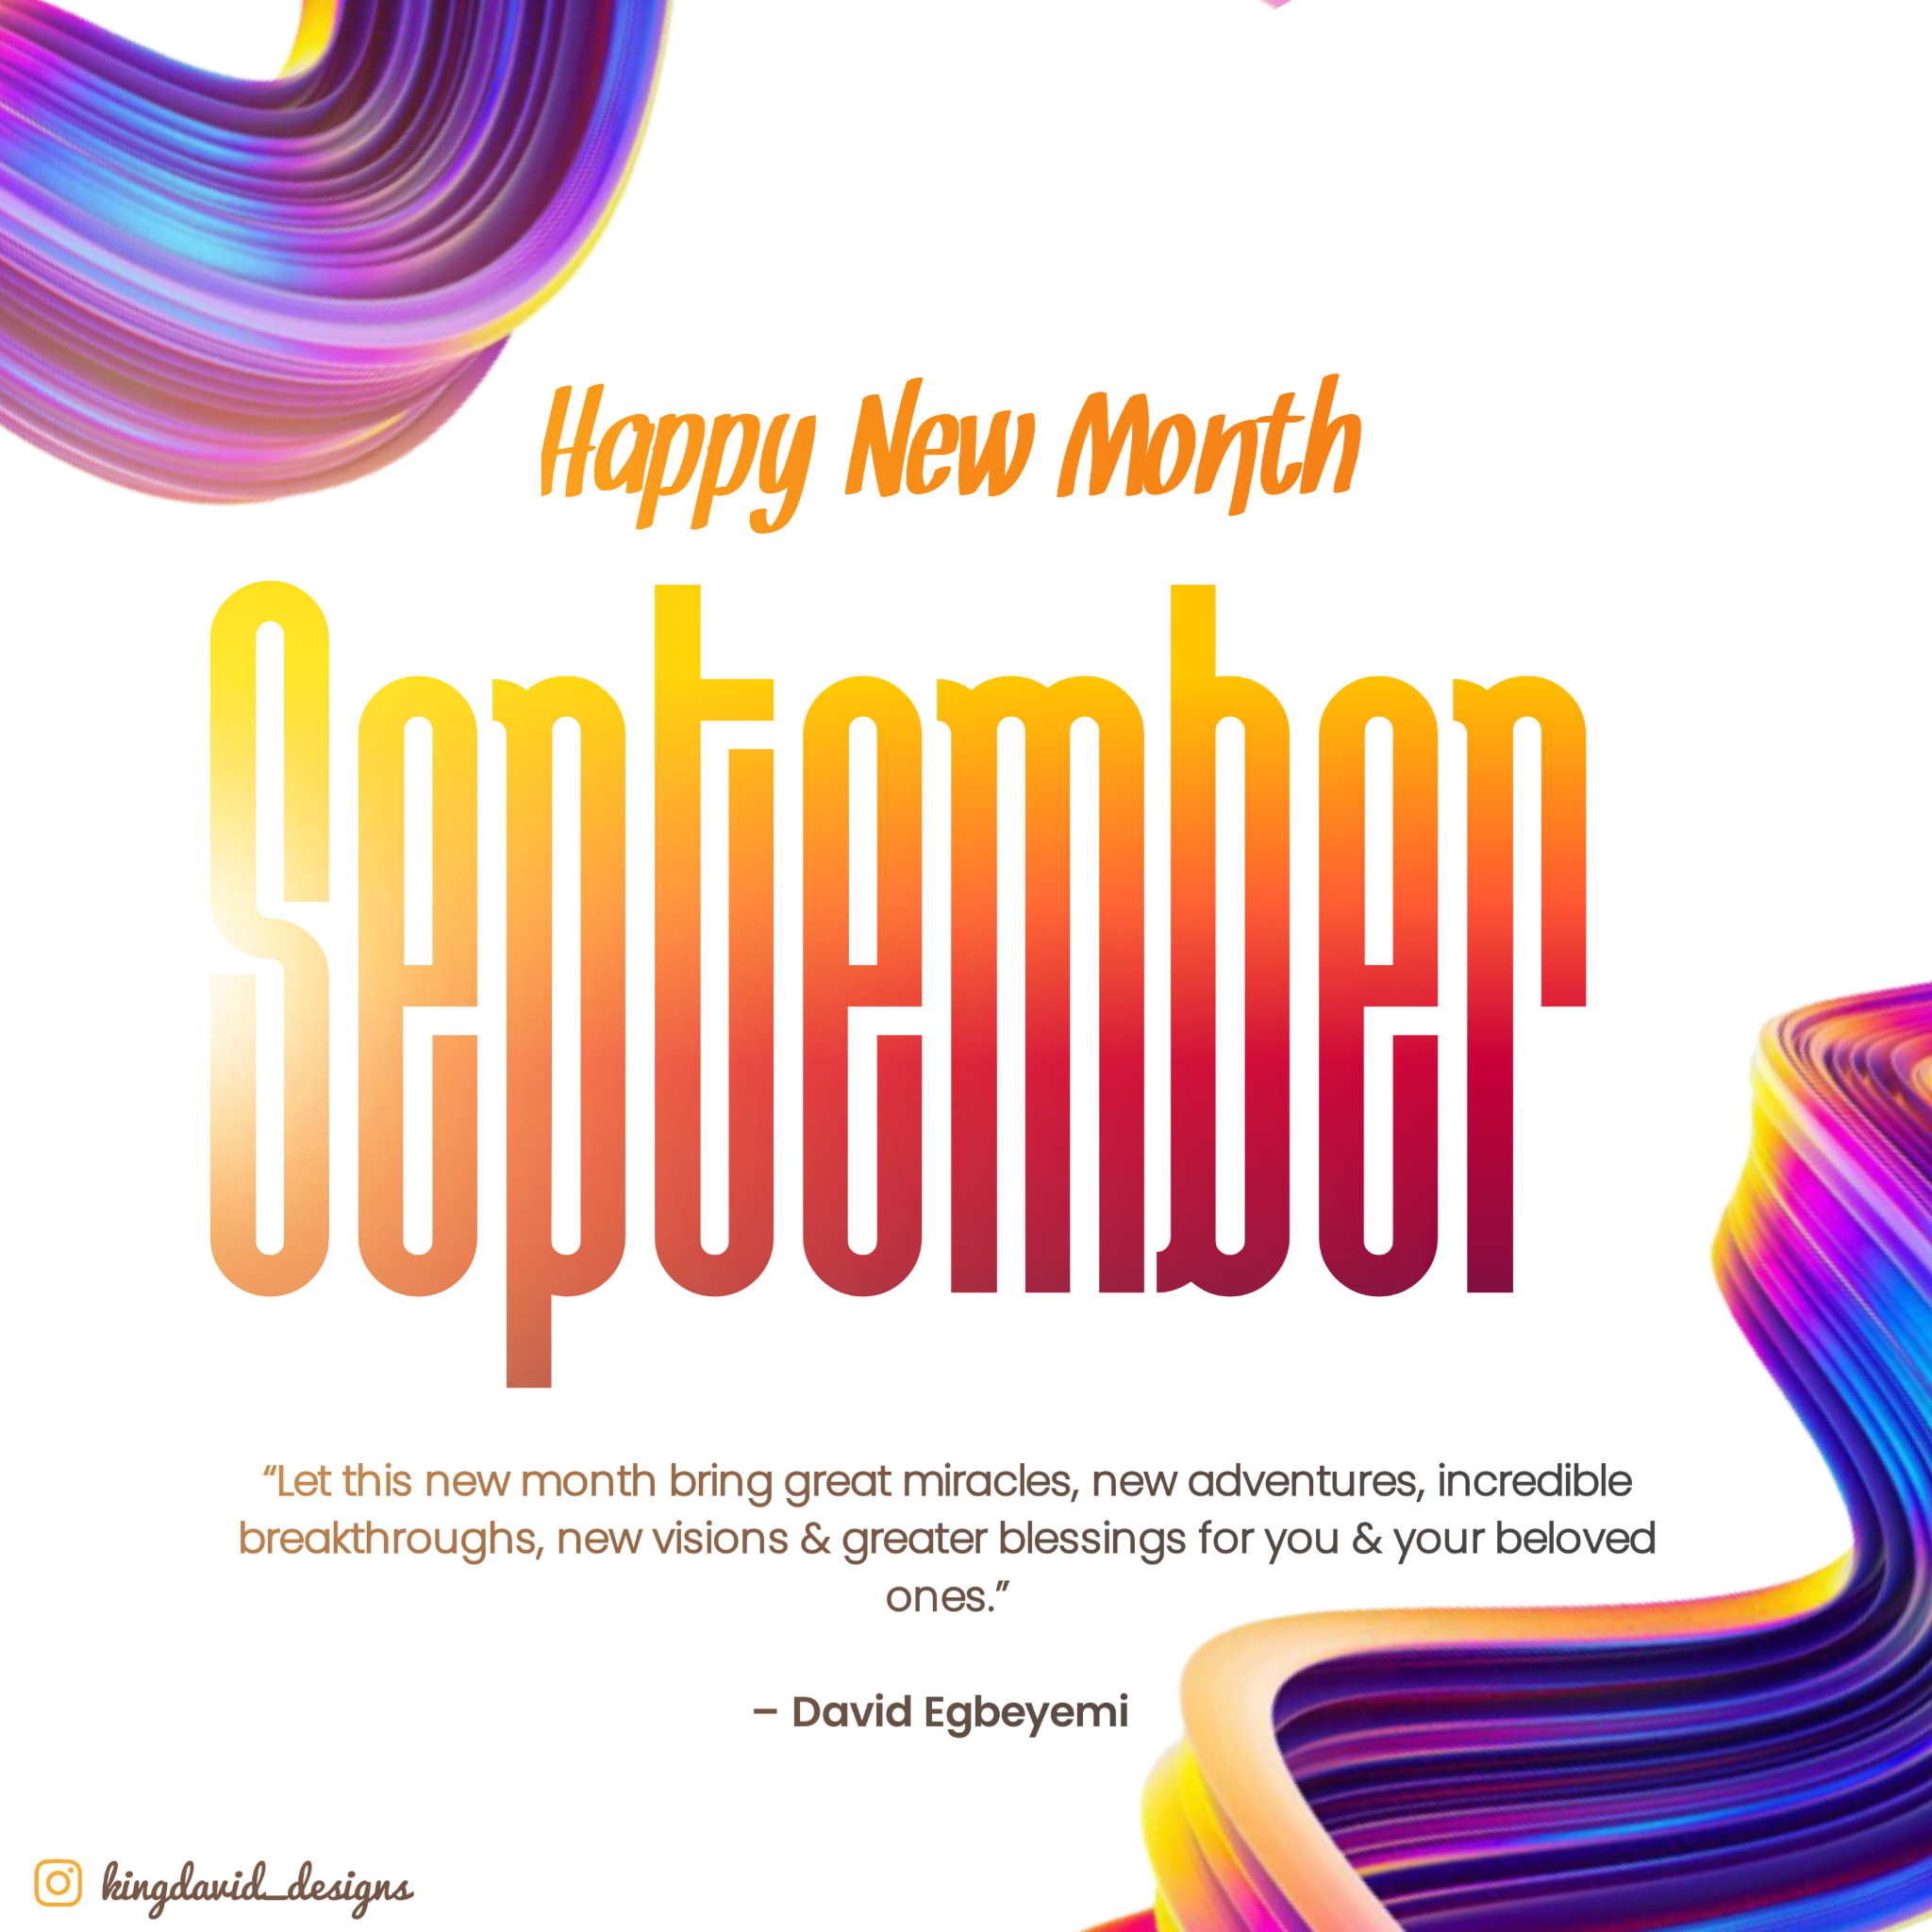 Happy New Month
September
“Let this new month bring great miracles, new adventures, incredible
breakthroughs, new visions & greater blessings for you & your beloved
ones.”
– David Egbeyemi
kingdavid_designs